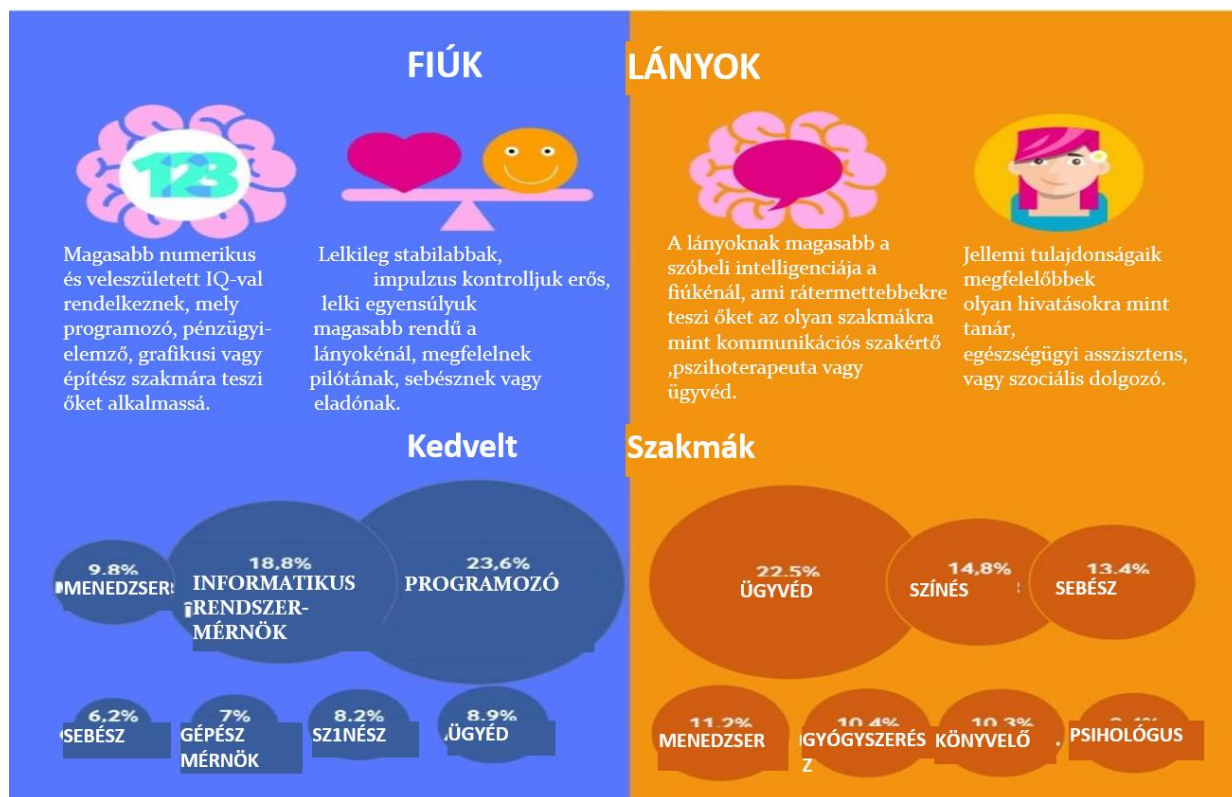 FIÚK
LÁNYOK
123
Magasabb numerikus
és veleszületett IQ-val
rendelkeznek, mely
programozó, pénzügyi-
elemző, grafikusi vagy
építész szakmára teszi
őket alkalmassá.
Lelkileg stabilabbak,
impulzus kontrolljuk erős,
lelki egyensúlyuk
magasabb rendű a
lányokénál, megfelelnek
pilótának, sebésznek vagy
eladónak.
A lányoknak magasabb a
szóbeli intelligenciája a
fiúkénál, ami rátermettebbekre
teszi őket az olyan szakmákra
mint kommunikációs szakértő
,pszihoterapeuta vagy
ügyvéd.
Jellemi tulajdonságaik
megfelelőbbek
olyan hivatásokra mint
tanár,
egészségügyi asszisztens,
vagy szociális dolgozó.
Kedvelt
Szakmák
9.8%
MENEDZSER
18,8%
INFORMATIKUS
RENDSZER-
MÉRNÖK
23,6%
PROGRAMOZÓ
22.5%
ÜGYVÉD
14,8%
SZÍNÉS
13.4%
SEBÉSZ
6,2%
SEBÉSZ
7%
GÉPÉSZ
MÉRNÖK
8.2%
SZ1NÉSZ
8.9%
ÜGYÉD
11.2%
MENEDZSER
10.4%
GYÓGYSZERÉS
Z
10.3%
KÖNYVELŐ
PSIHOLÓGUS